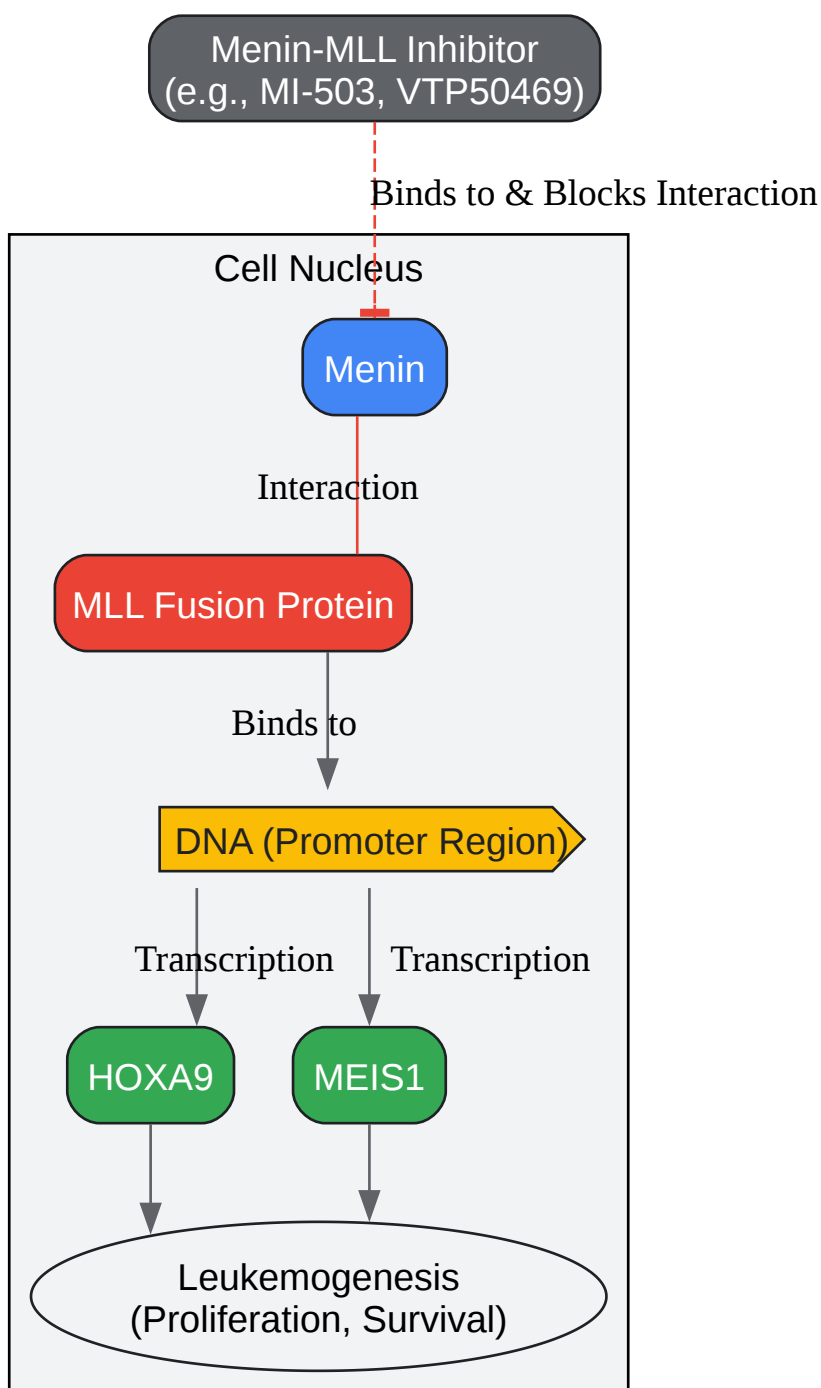 Menin-MLL Inhibitor
(e.g., MI-503, VTP50469)
Binds to & Blocks Interaction
Cell Nucleus
Menin
Interaction
MLL Fusion Protein
Binds to
DNA (Promoter Region)
Transcription
Transcription
HOXA9
MEIS1
Leukemogenesis
(Proliferation, Survival)